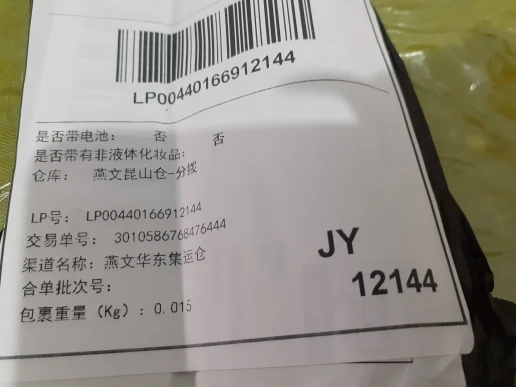 LP00440166912144
是否带电池： 否
是否带有非液体化妆品： 否
仓库： 燕文昆山仓-分拨
LP号： LP00440166912144
交易单号： 3010586768476444
渠道名称： 燕文华东集运仓
合单批次号：
包裹重量（Kg）：0.015
JY
12144